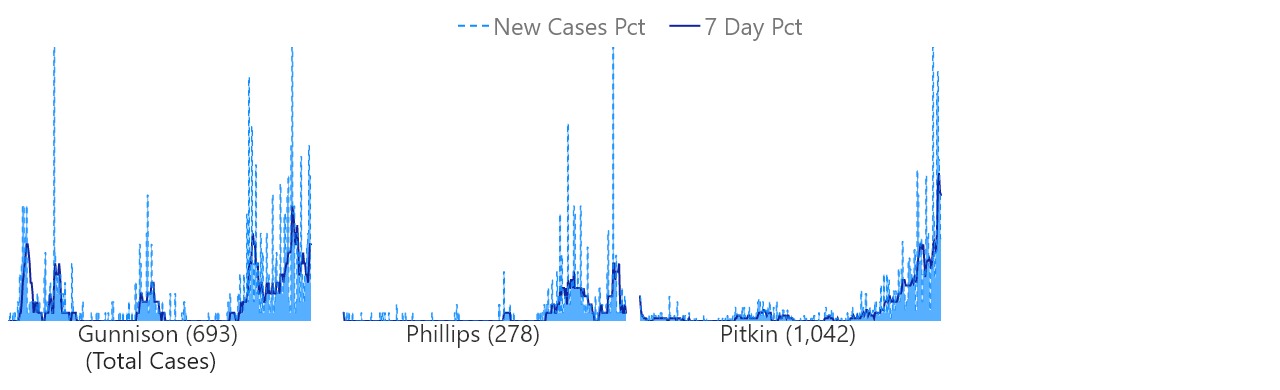 New Cases Pct 7 Day Pct
Gunnison (693) Phillips (278) Pitkin (1,042)
(Total Cases)